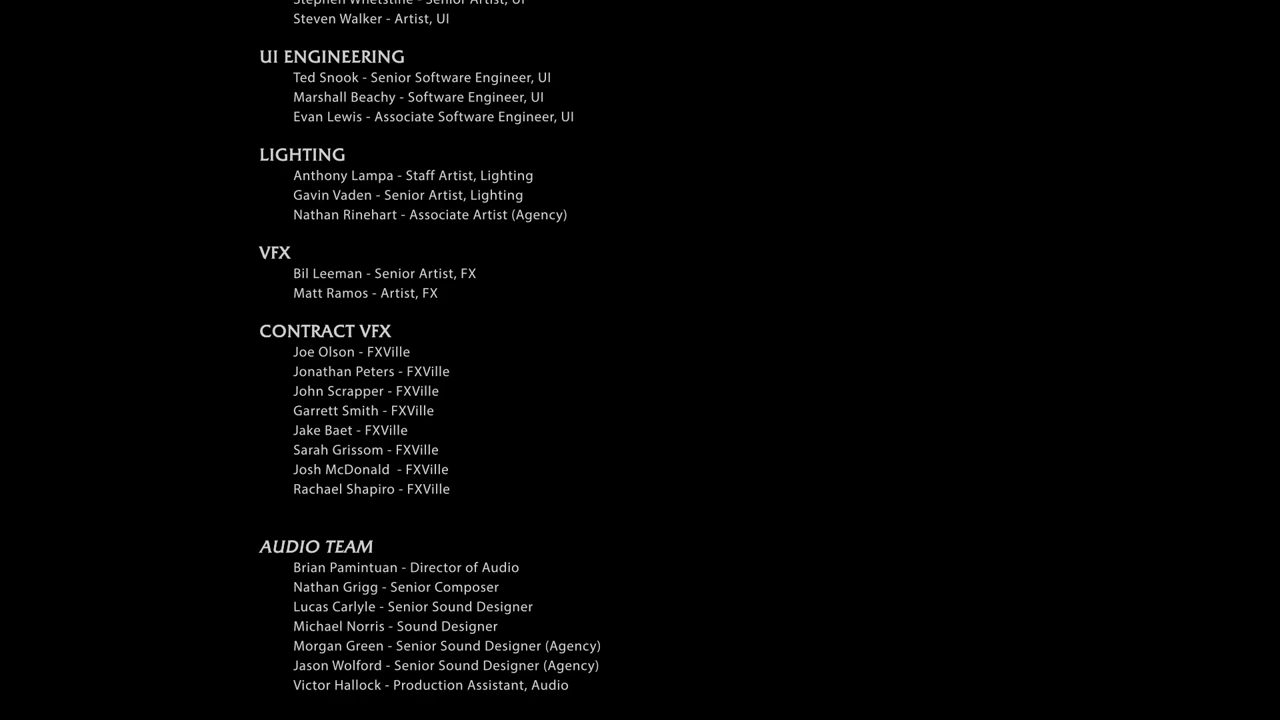 Stephen Whetstine - Senior Artist, UI
Steven Walker - Artist, UI
UI ENGINEERING
Ted Snook - Senior Software Engineer, UI
Marshall Beachy - Software Engineer, UI
Evan Lewis - Associate Software Engineer, UI
LIGHTING
Anthony Lampa - Staff Artist, Lighting
Gavin Vaden - Senior Artist, Lighting
Nathan Rinehart - Associate Artist (Agency)
VFX
Bil Leeman - Senior Artist, FX
Matt Ramos - Artist, FX
CONTRACT VFX
Joe Olson - FXVille
Jonathan Peters - FXVille
John Scrapper - FXVille
Garrett Smith - FXVille
Jake Baet - FXVille
Sarah Grissom - FXVille
Josh McDonald  - FXVille
Rachael Shapiro - FXVille
AUDIO TEAM
Brian Pamintuan - Director of Audio
Nathan Grigg - Senior Composer
Lucas Carlyle - Senior Sound Designer
Michael Norris - Sound Designer
Morgan Green - Senior Sound Designer (Agency)
Jason Wolford - Senior Sound Designer (Agency)
Victor Hallock - Production Assistant, Audio